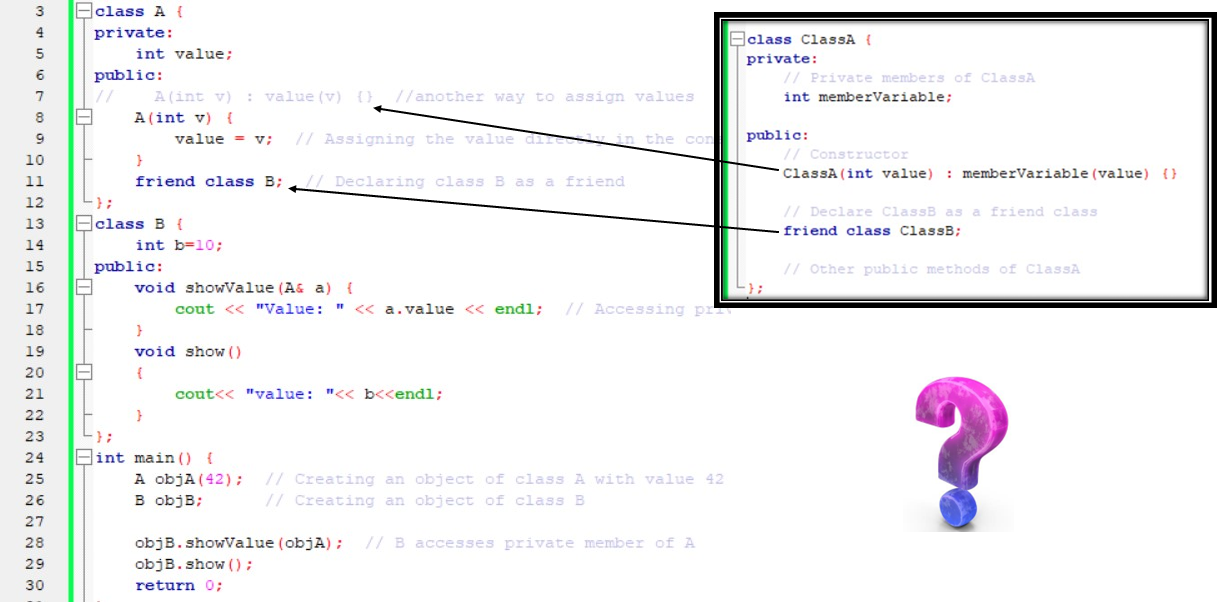 3 class A {
4 private:
5 int value;
6 public:
7 // A(int v) : value(v) {} //another way to assign values
8 A(int v) {
9 value = v; // Assigning the value directly in the con
10 }
11 friend class B; // Declaring class B as a friend
12 };
13 class B {
14 int b=10;
15 public:
16 void showValue(A& a) {
17 cout << "Value: " << a.value << endl; // Accessing priv
18 }
19 void show()
20 {
21 cout<< "value: "<< b<<endl;
22 }
23 };
24 int main() {
25 A objA(42); // Creating an object of class A with value 42
26 B objB; // Creating an object of class B
27
28 objB.showValue(objA); // B accesses private member of A
29 objB.show();
30 return 0;
class ClassA {
private:
// Private members of ClassA
int memberVariable;
public:
// Constructor
ClassA(int value) : memberVariable(value) {}
// Declare ClassB as a friend class
friend class ClassB;
// Other public methods of ClassA
};